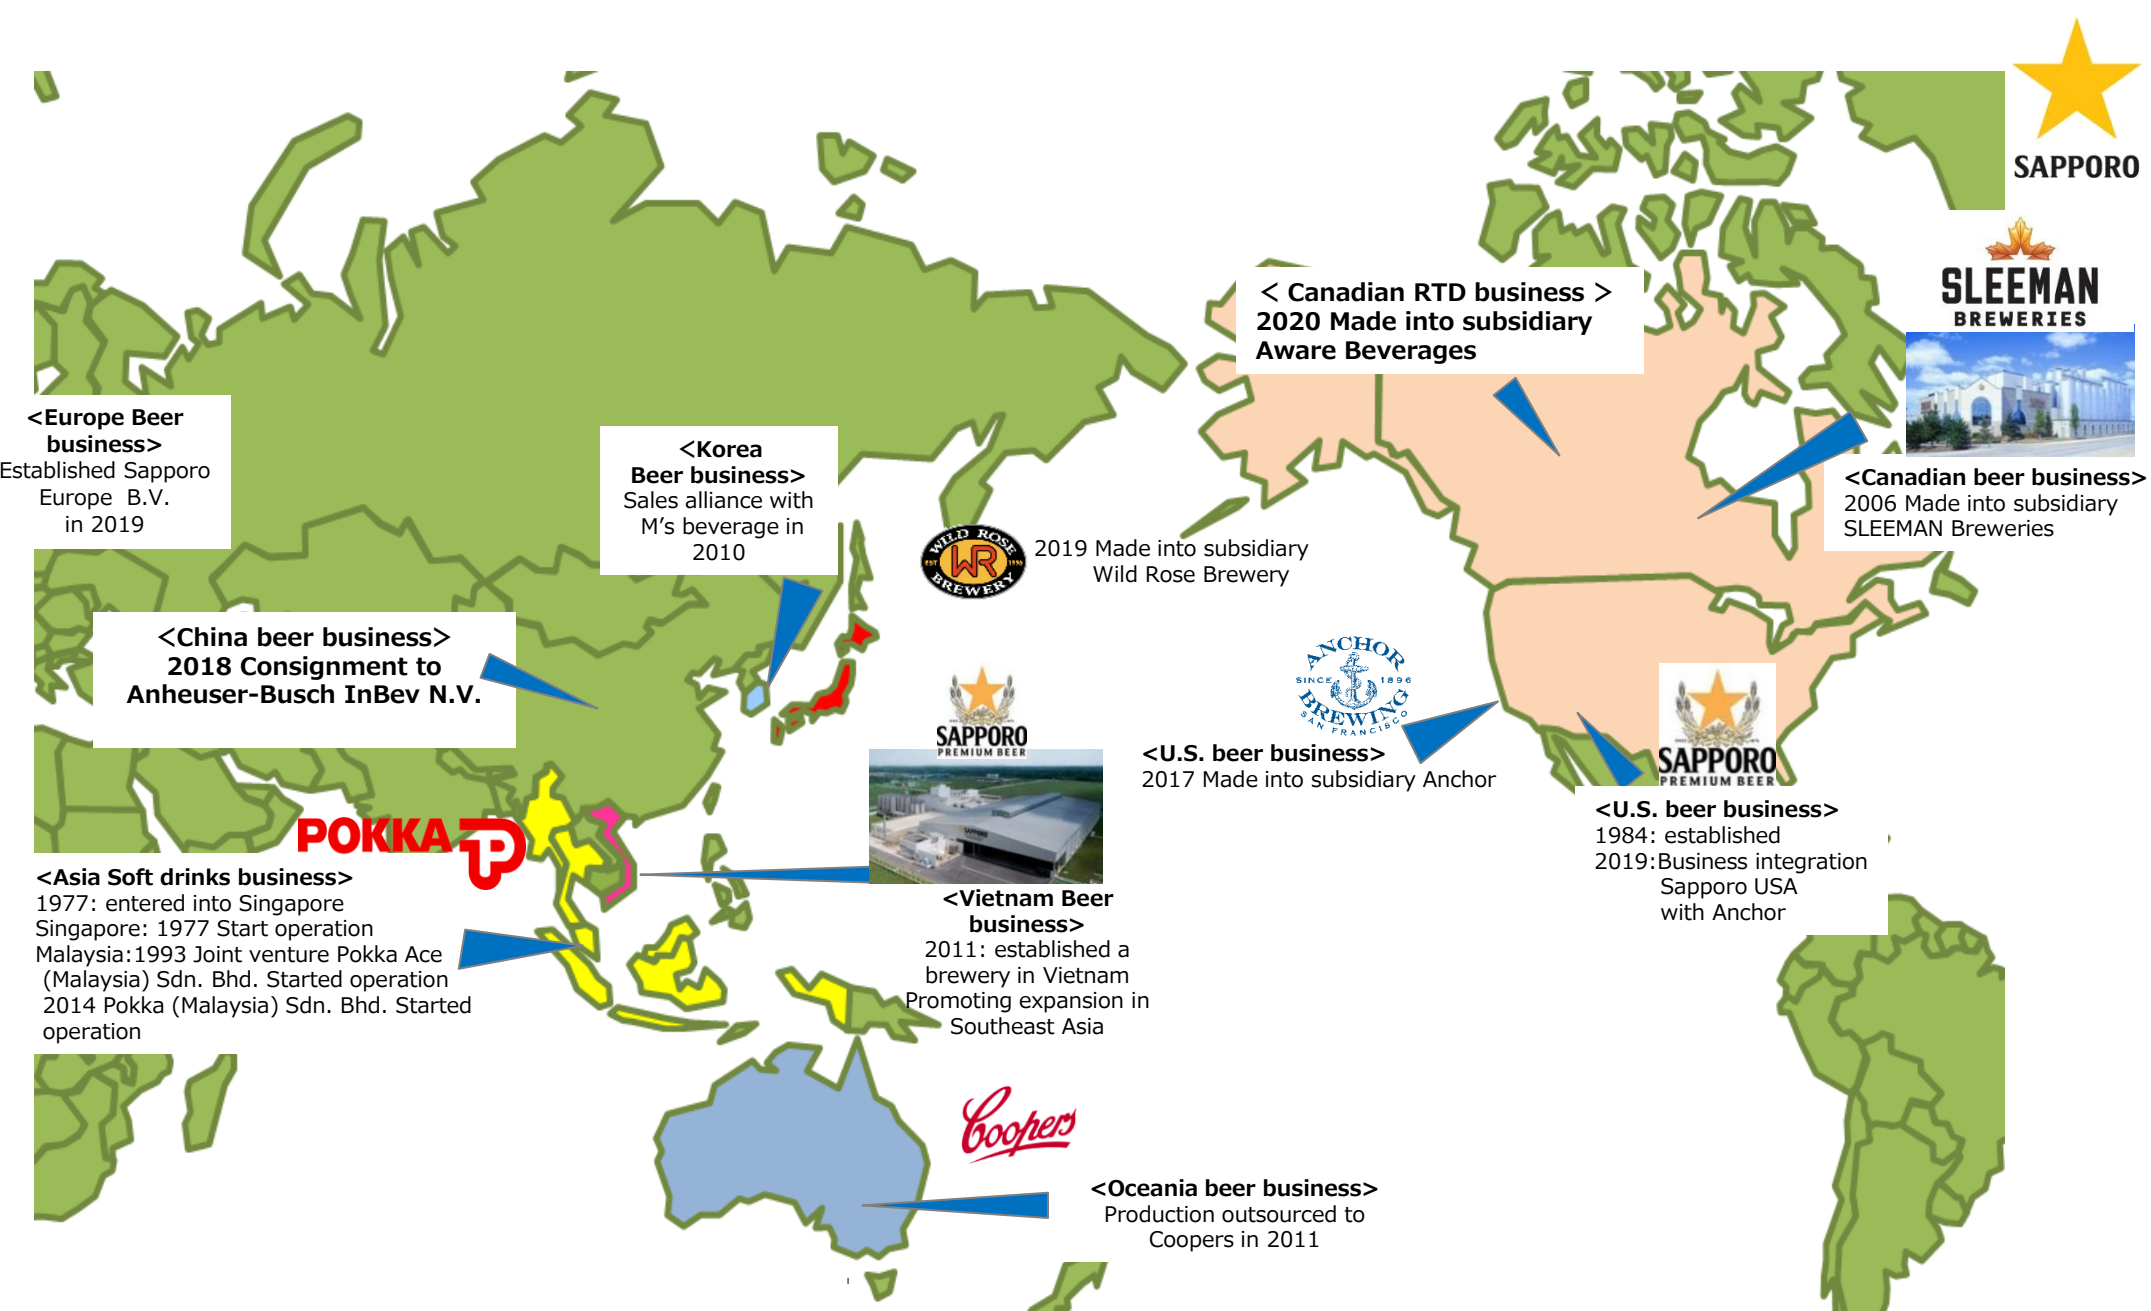 SAPPORO
SLEEMAN
BREWERIES
< Canadian RTD business >
2020 Made into subsidiary
Aware Beverages
<Europe Beer
business>
Established Sapporo
Europe B.V.
in 2019
<Korea
Beer business>
Sales alliance with
M's beverage in
2010
<Canadian beer business>
2006 Made into subsidiary
SLEEMAN Breweries
WILD ROSE
EST WR 1996
BREWERY
2019 Made into subsidiary
Wild Rose Brewery
<China beer business>
2018 Consignment to
Anheuser-Busch InBev N.V.
ANCHOR
SINCE 1896
BREWING
SAN FRANCISCO
SAPPORO
PREMIUM BEER
SAPPORO
PREMIUM BEER
<U.S. beer business>
2017 Made into subsidiary Anchor
<U.S. beer business>
1984: established
2019:Business integration
Sapporo USA
with Anchor
POKKA
<Asia Soft drinks business>
1977: entered into Singapore
Singapore: 1977 Start operation
Malaysia:1993 Joint venture Pokka Ace
(Malaysia) Sdn. Bhd. Started operation
2014 Pokka (Malaysia) Sdn. Bhd. Started
operation
SAPPORO
<Vietnam Beer
business>
2011: established a
brewery in Vietnam
Promoting expansion in
Southeast Asia
Coopers
<Oceania beer business>
Production outsourced to
Coopers in 2011